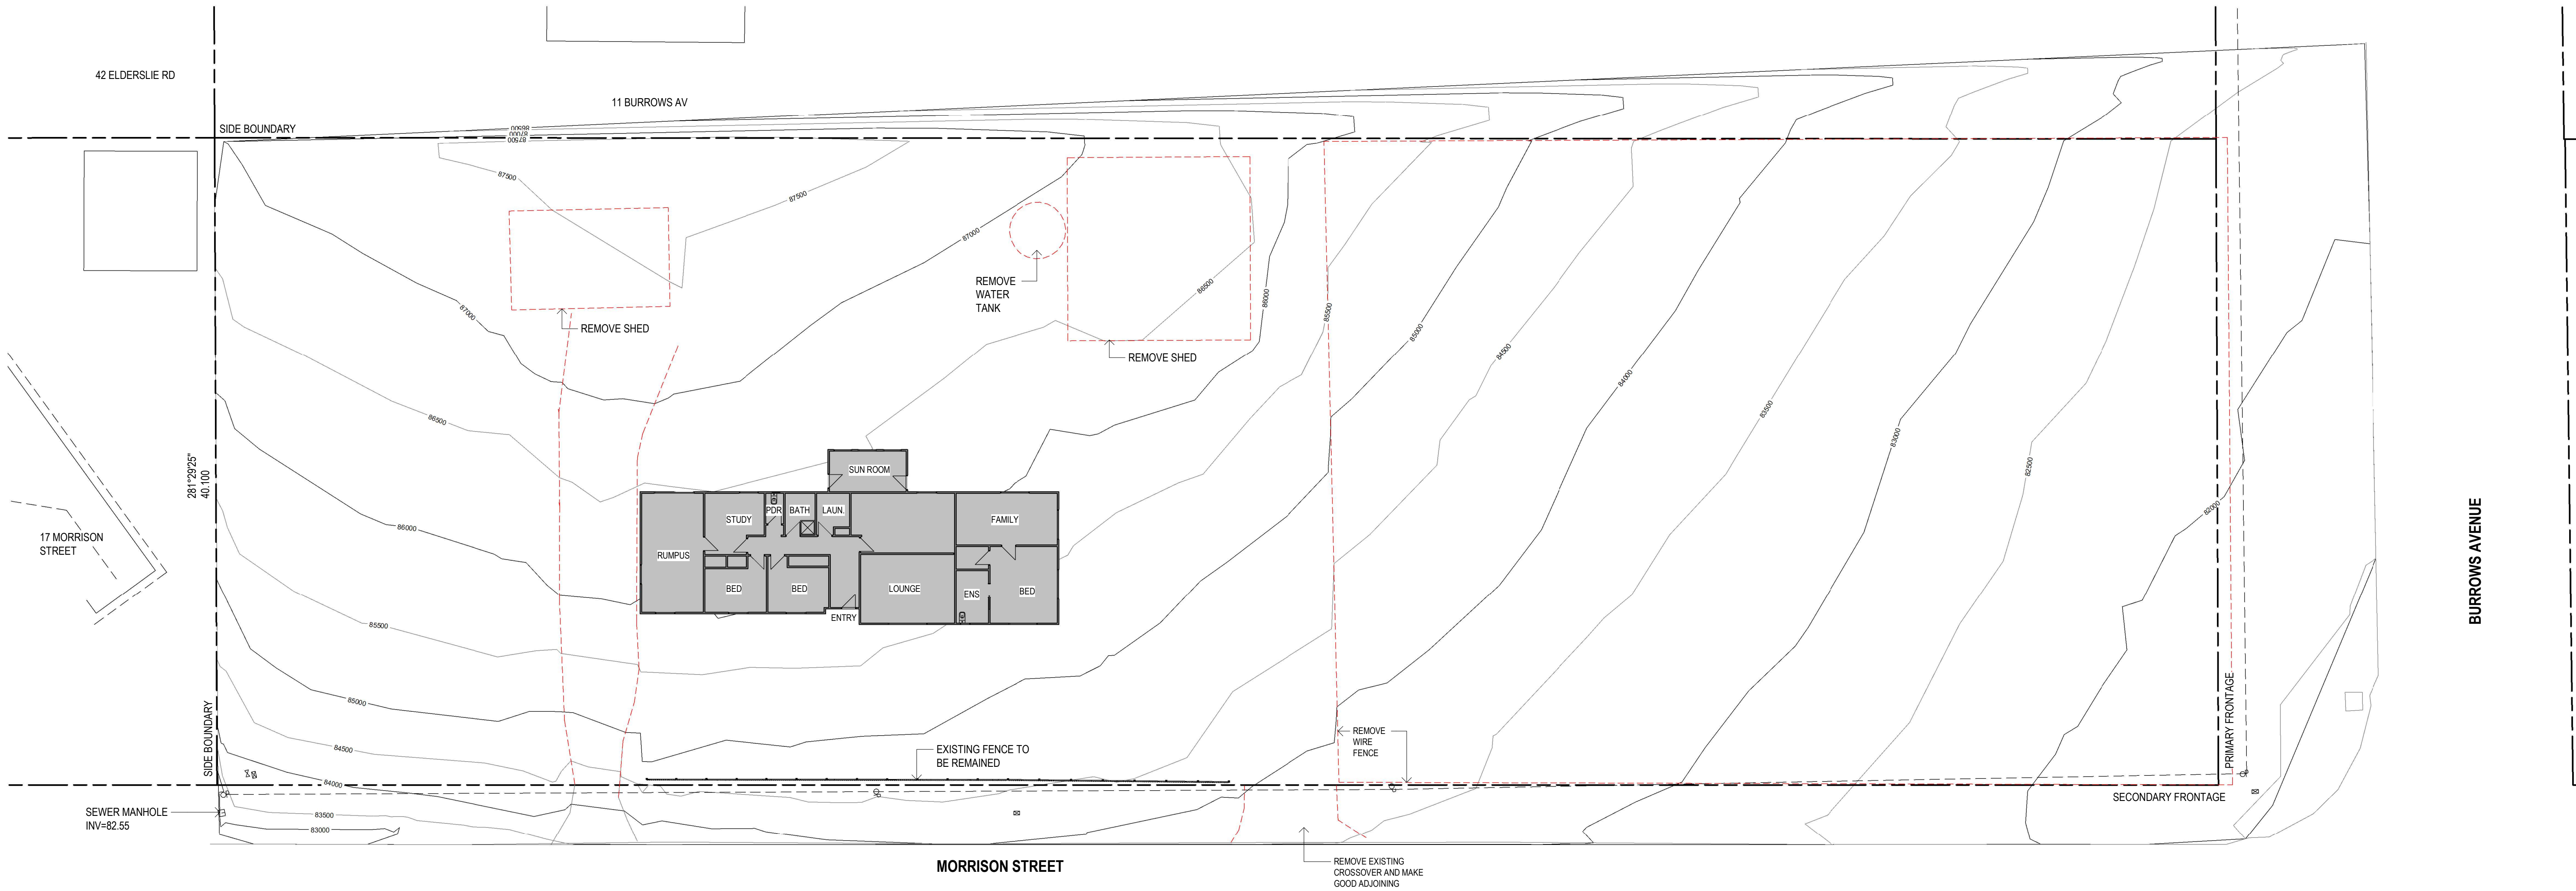 42 ELDERSLIE RD
11 BURROWS AV
SIDE BOUNDARY
86500
87000
87500
87500
87500
87000
87000
REMOVE
WATER
TANK
86500
86000
85500
85000
84500
84000
83500
83000
82500
82000
REMOVE SHED
REMOVE SHED
86500
86000
85500
85000
84500
84000
83500
83000
281°29'25"
40.100
17 MORRISON
STREET
SUN ROOM
STUDY
PDR
BATH
LAUN.
FAMILY
RUMPUS
BED
BED
LOUNGE
ENS
BED
ENTRY
BURROWS AVENUE
SIDE BOUNDARY
PRIMARY FRONTAGE
EXISTING FENCE TO
BE REMAINED
REMOVE
WIRE
FENCE
SEWER MANHOLE
INV=82.55
SECONDARY FRONTAGE
MORRISON STREET
REMOVE EXISTING
CROSSOVER AND MAKE
GOOD ADJOINING